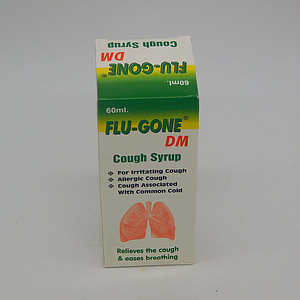 60ml.
FLU-GONE®
DM
Cough Syrup
60ml.
FLU-GONE®
DM
Cough Syrup
For Irritating Cough
Allergic Cough
Cough Associated
With Common Cold
Relieves the cough
& eases breathing